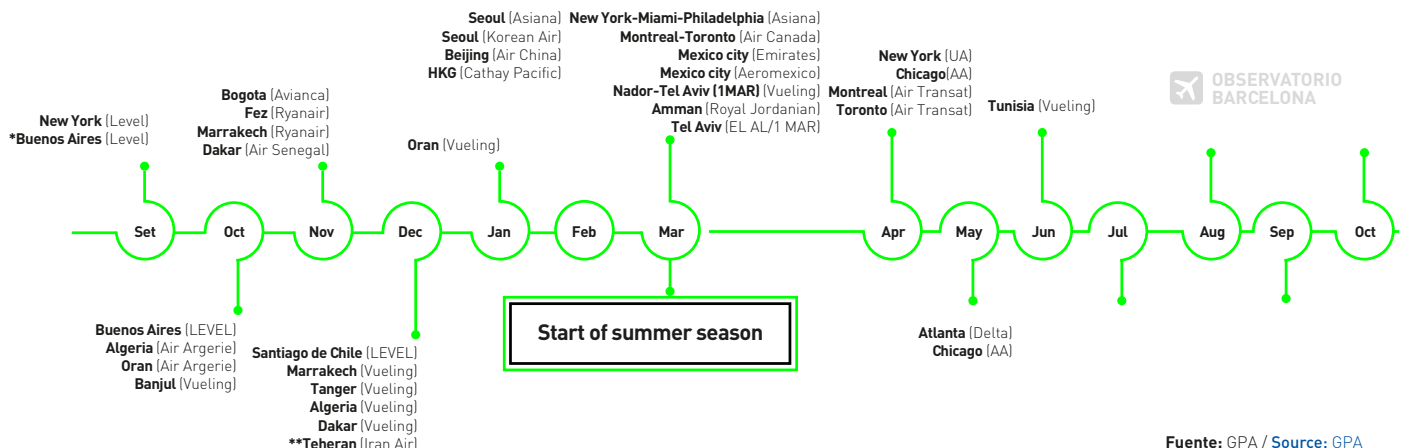 Seoul (Asiana)
Seoul (Korean Air)
Beijing (Air China)
HKG (Cathay Pacific)
New York-Miami-Philadelphia (Asiana)
Montreal-Toronto (Air Canada)
Mexico city (Emirates)
Mexico city (Aeromexico)
Nador-Tel Aviv (1MAR) (Vueling)
Amman (Royal Jordanian)
Tel Aviv (EL AL/1 MAR)
New York (UA)
Chicago(AA)
Montreal (Air Transat)
Toronto (Air Transat)
Tunisia (Vueling)
OBSERVATORIO
BARCELONA
New York (Level)
*Buenos Aires (Level)
Bogota (Avianca)
Fez (Ryanair)
Marrakech (Ryanair)
Dakar (Air Senegal)
Oran (Vueling)
Set Oct Nov Dec Jan Feb Mar Apr May Jun Jul Aug Sep Oct
Start of summer season
Buenos Aires (LEVEL)
Algeria (Air Argerie)
Oran (Air Argerie)
Banjul (Vueling)
Santiago de Chile (LEVEL)
Marrakech (Vueling)
Tanger (Vueling)
Algeria (Vueling)
Dakar (Vueling)
**Teheran (Iran Air)
Atlanta (Delta)
Chicago (AA)
Fuente: GPA / Source: GPA